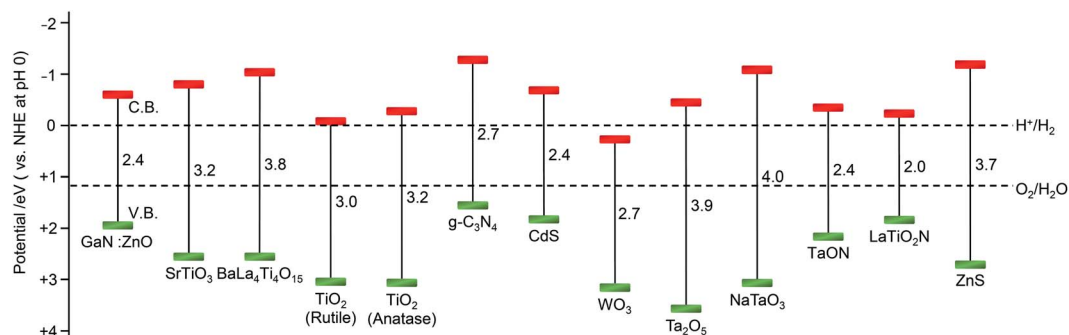 Potential /eV ( vs. NHE at pH 0)
−2
−1
0
+1
+2
+3
+4
C.B.
V.B.
H⁺/H₂
O₂/H₂O
2.4
GaN :ZnO
3.2
SrTiO₃
3.8
BaLa₄Ti₄O₁₅
3.0
TiO₂
(Rutile)
3.2
TiO₂
(Anatase)
2.7
g-C₃N₄
2.4
CdS
2.7
WO₃
3.9
Ta₂O₅
4.0
NaTaO₃
2.4
TaON
2.0
LaTiO₂N
3.7
ZnS